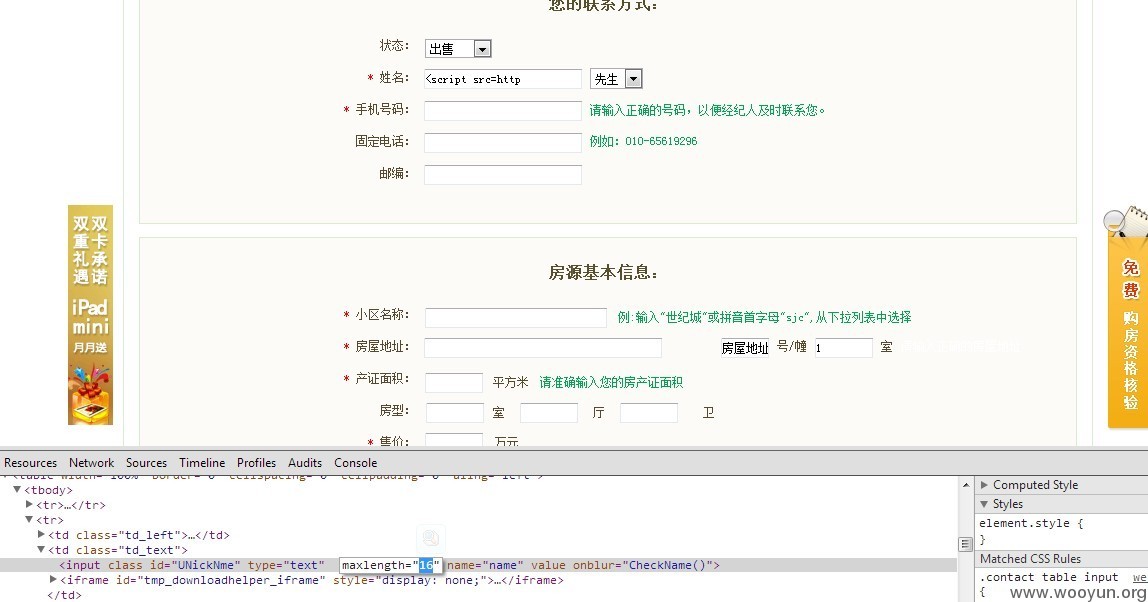 您的联系方式：
状态： 出售
* 姓名： <script src=http 先生
* 手机号码： 请输入正确的号码，以便经纪人及时联系您。
固定电话： 例如：010-65619296
邮编：
双重礼遇 双卡承诺
iPad
mini
月月送
免费
购房资格核验
房源基本信息：
* 小区名称： 例:输入"世纪城"或拼音首字母"sjc",从下拉列表中选择
* 房屋地址： 房屋地址 号/幢 1 室
* 产证面积： 平方米 请准确输入您的房产证面积
房型： 室 厅 卫
* 售价： 万元
Resources Network Sources Timeline Profiles Audits Console
<table width="100%" border="0" cellspacing="0" cellpadding="0" aling="left">
▼<tbody>
▶<tr>…</tr>
▼<tr>
▶<td class="td_left">…</td>
▼<td class="td_text">
<input class id="UNickNme" type="text" maxlength="16" name="name" value onblur="CheckName()">
▶<iframe id="tmp_downloadhelper_iframe" style="display: none;">…</iframe>
</td>
▶ Computed Style
▼ Styles
element.style {
}
Matched CSS Rules
.contact table input we
{
www.wooyun.org